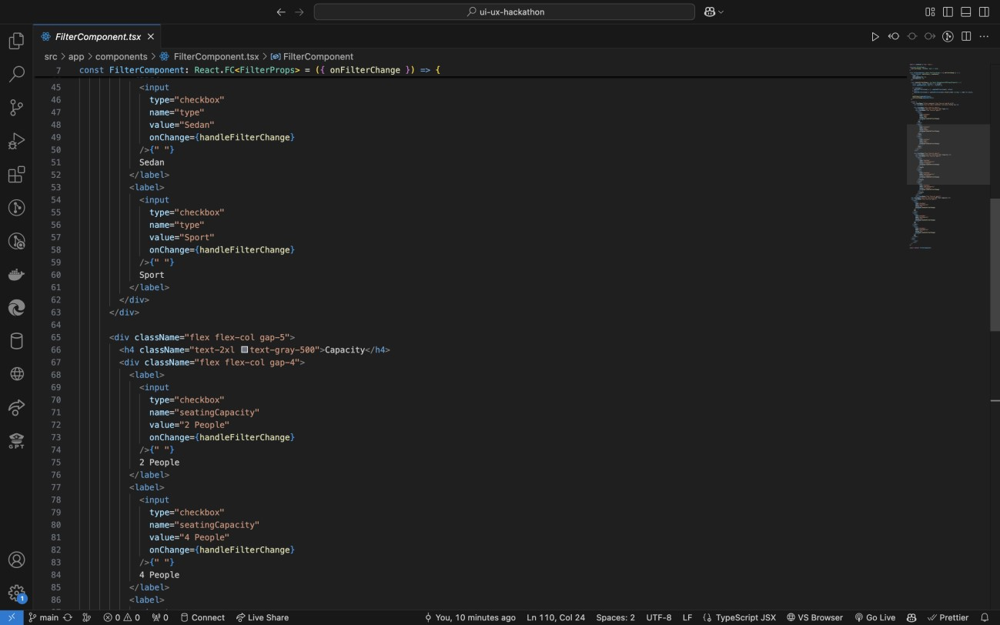 ui-ux-hackathon
FilterComponent.tsx
src > app > components > FilterComponent.tsx > FilterComponent
7 const FilterComponent: React.FC<FilterProps> = ({ onFilterChange }) => {
45 <input
46 type="checkbox"
47 name="type"
48 value="Sedan"
49 onChange={handleFilterChange}
50 />{" "}
51 Sedan
52 </label>
53 <label>
54 <input
55 type="checkbox"
56 name="type"
57 value="Sport"
58 onChange={handleFilterChange}
59 />{" "}
60 Sport
61 </label>
62 </div>
63 </div>
64
65 <div className="flex flex-col gap-5">
66 <h4 className="text-2xl text-gray-500">Capacity</h4>
67 <div className="flex flex-col gap-4">
68 <label>
69 <input
70 type="checkbox"
71 name="seatingCapacity"
72 value="2 People"
73 onChange={handleFilterChange}
74 />{" "}
75 2 People
76 </label>
77 <label>
78 <input
79 type="checkbox"
80 name="seatingCapacity"
81 value="4 People"
82 onChange={handleFilterChange}
83 />{" "}
84 4 People
85 </label>
86 <label>
GPT
1
main 0 0 0 Connect Live Share You, 10 minutes ago Ln 110, Col 24 Spaces: 2 UTF-8 LF TypeScript JSX VS Browser Go Live Prettier